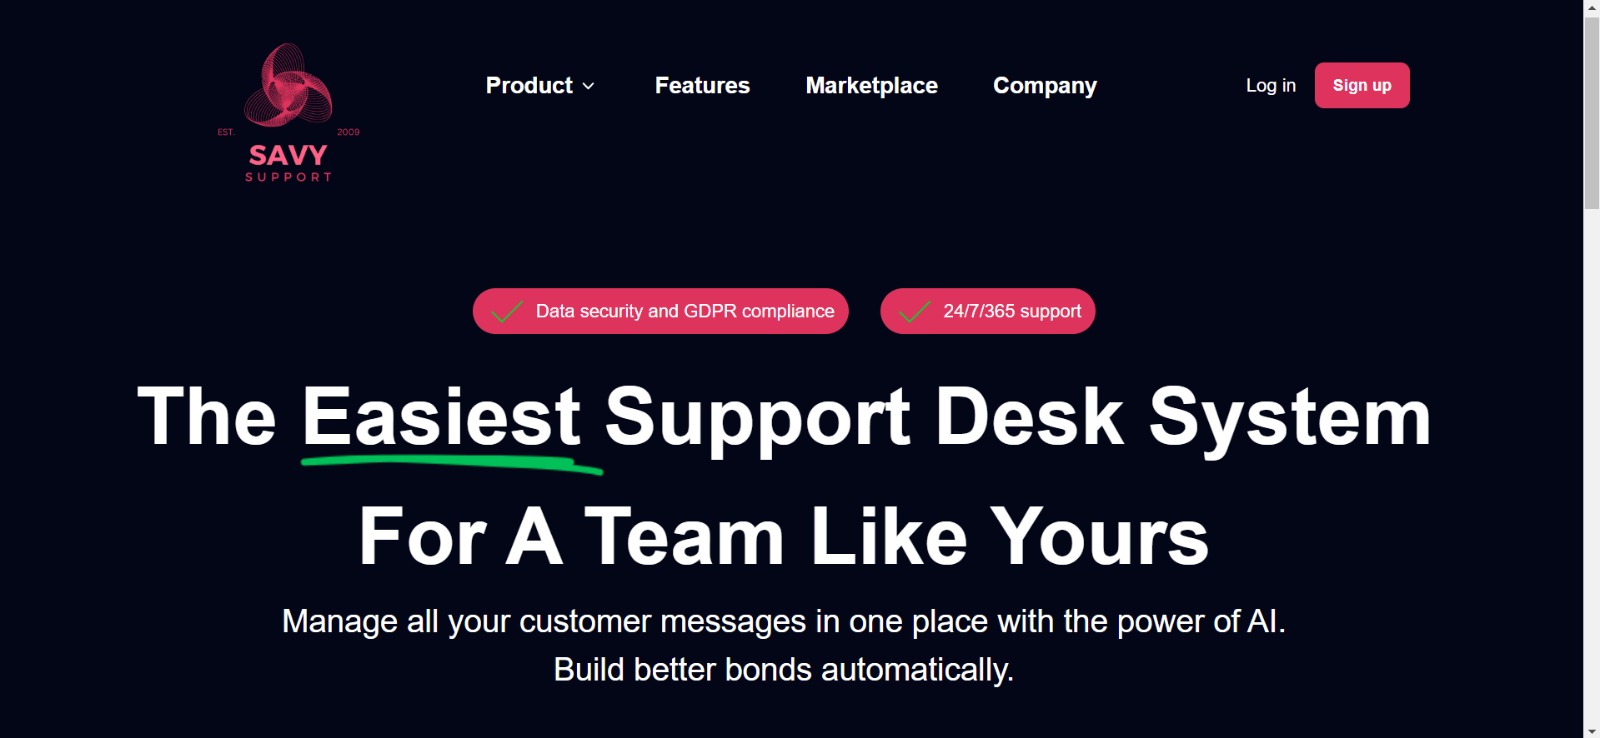 EST. 2009
SAVY
SUPPORT
Product Features Marketplace Company Log in Sign up
Data security and GDPR compliance 24/7/365 support
The Easiest Support Desk System
For A Team Like Yours
Manage all your customer messages in one place with the power of AI.
Build better bonds automatically.